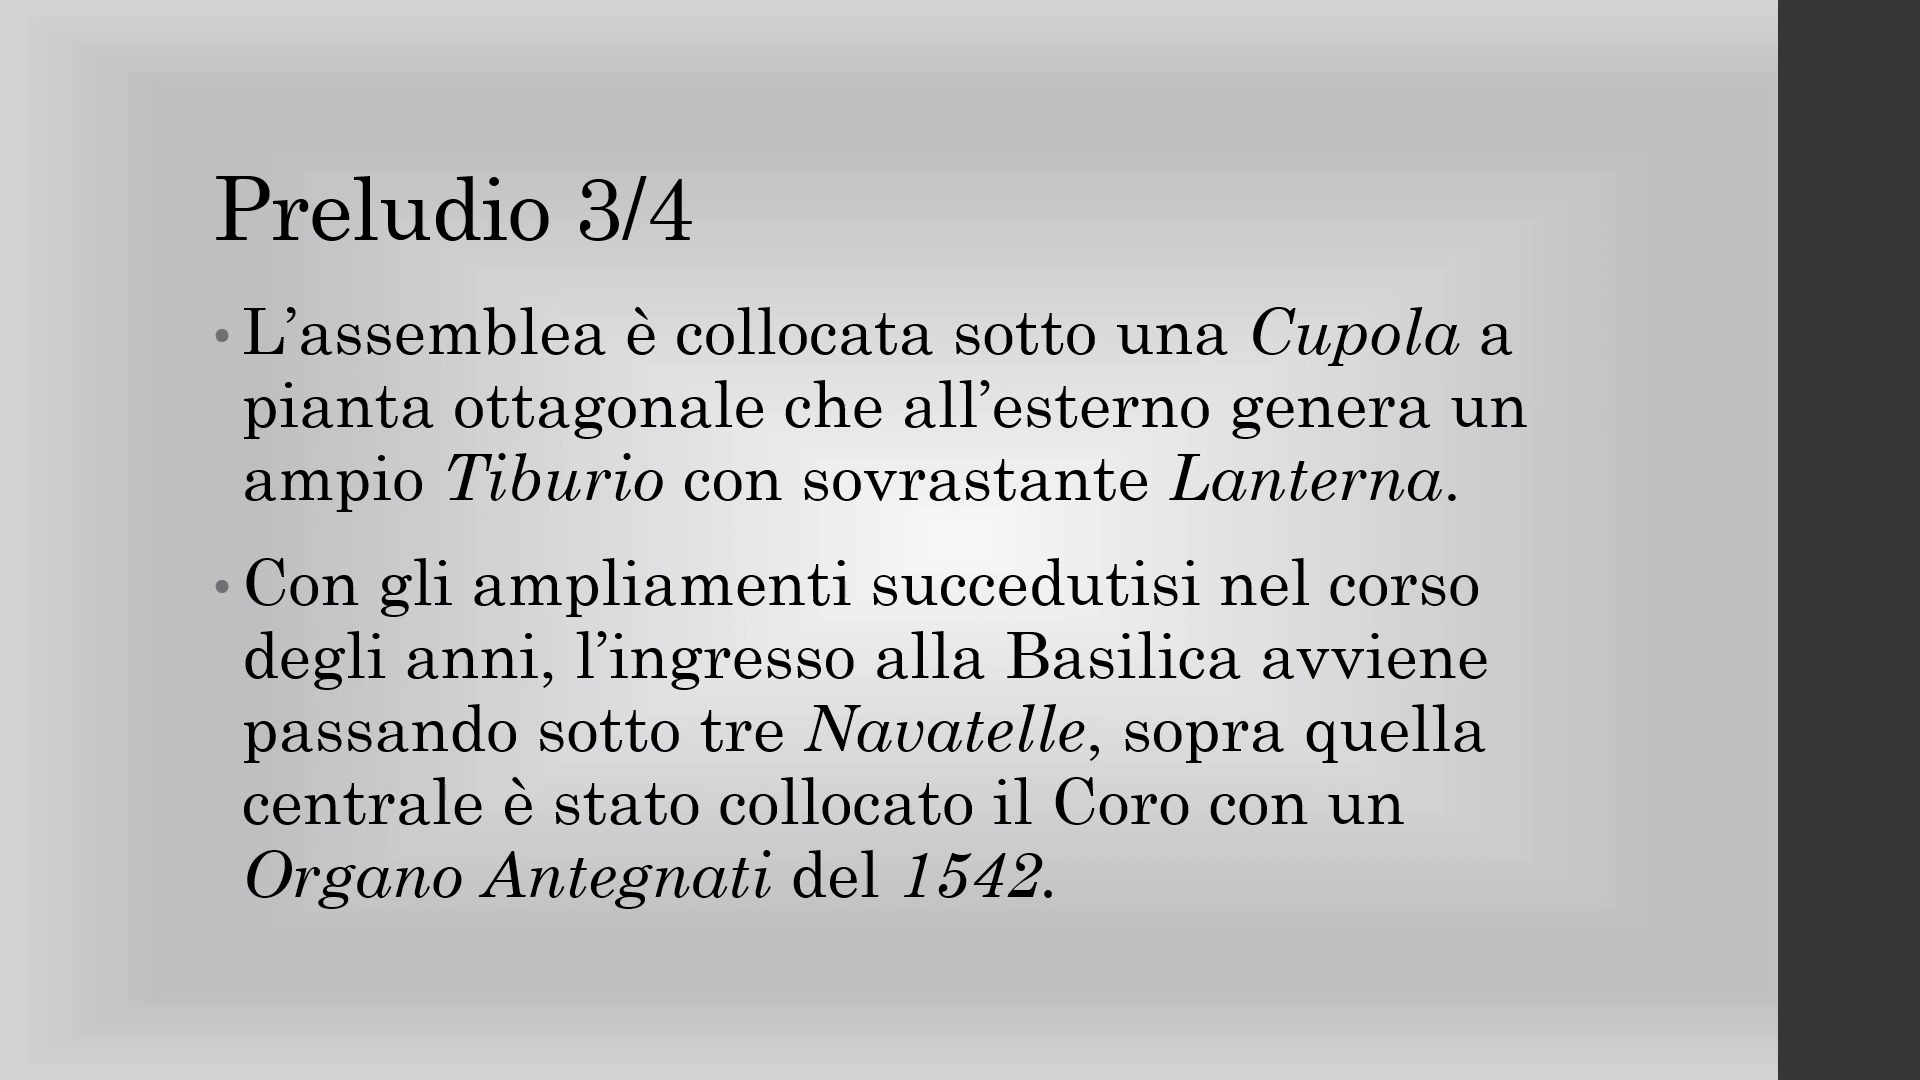 Preludio 3/4
• L’assemblea è collocata sotto una Cupola a
pianta ottagonale che all’esterno genera un
ampio Tiburio con sovrastante Lanterna.
• Con gli ampliamenti succedutisi nel corso
degli anni, l’ingresso alla Basilica avviene
passando sotto tre Navatelle, sopra quella
centrale è stato collocato il Coro con un
Organo Antegnati del 1542.